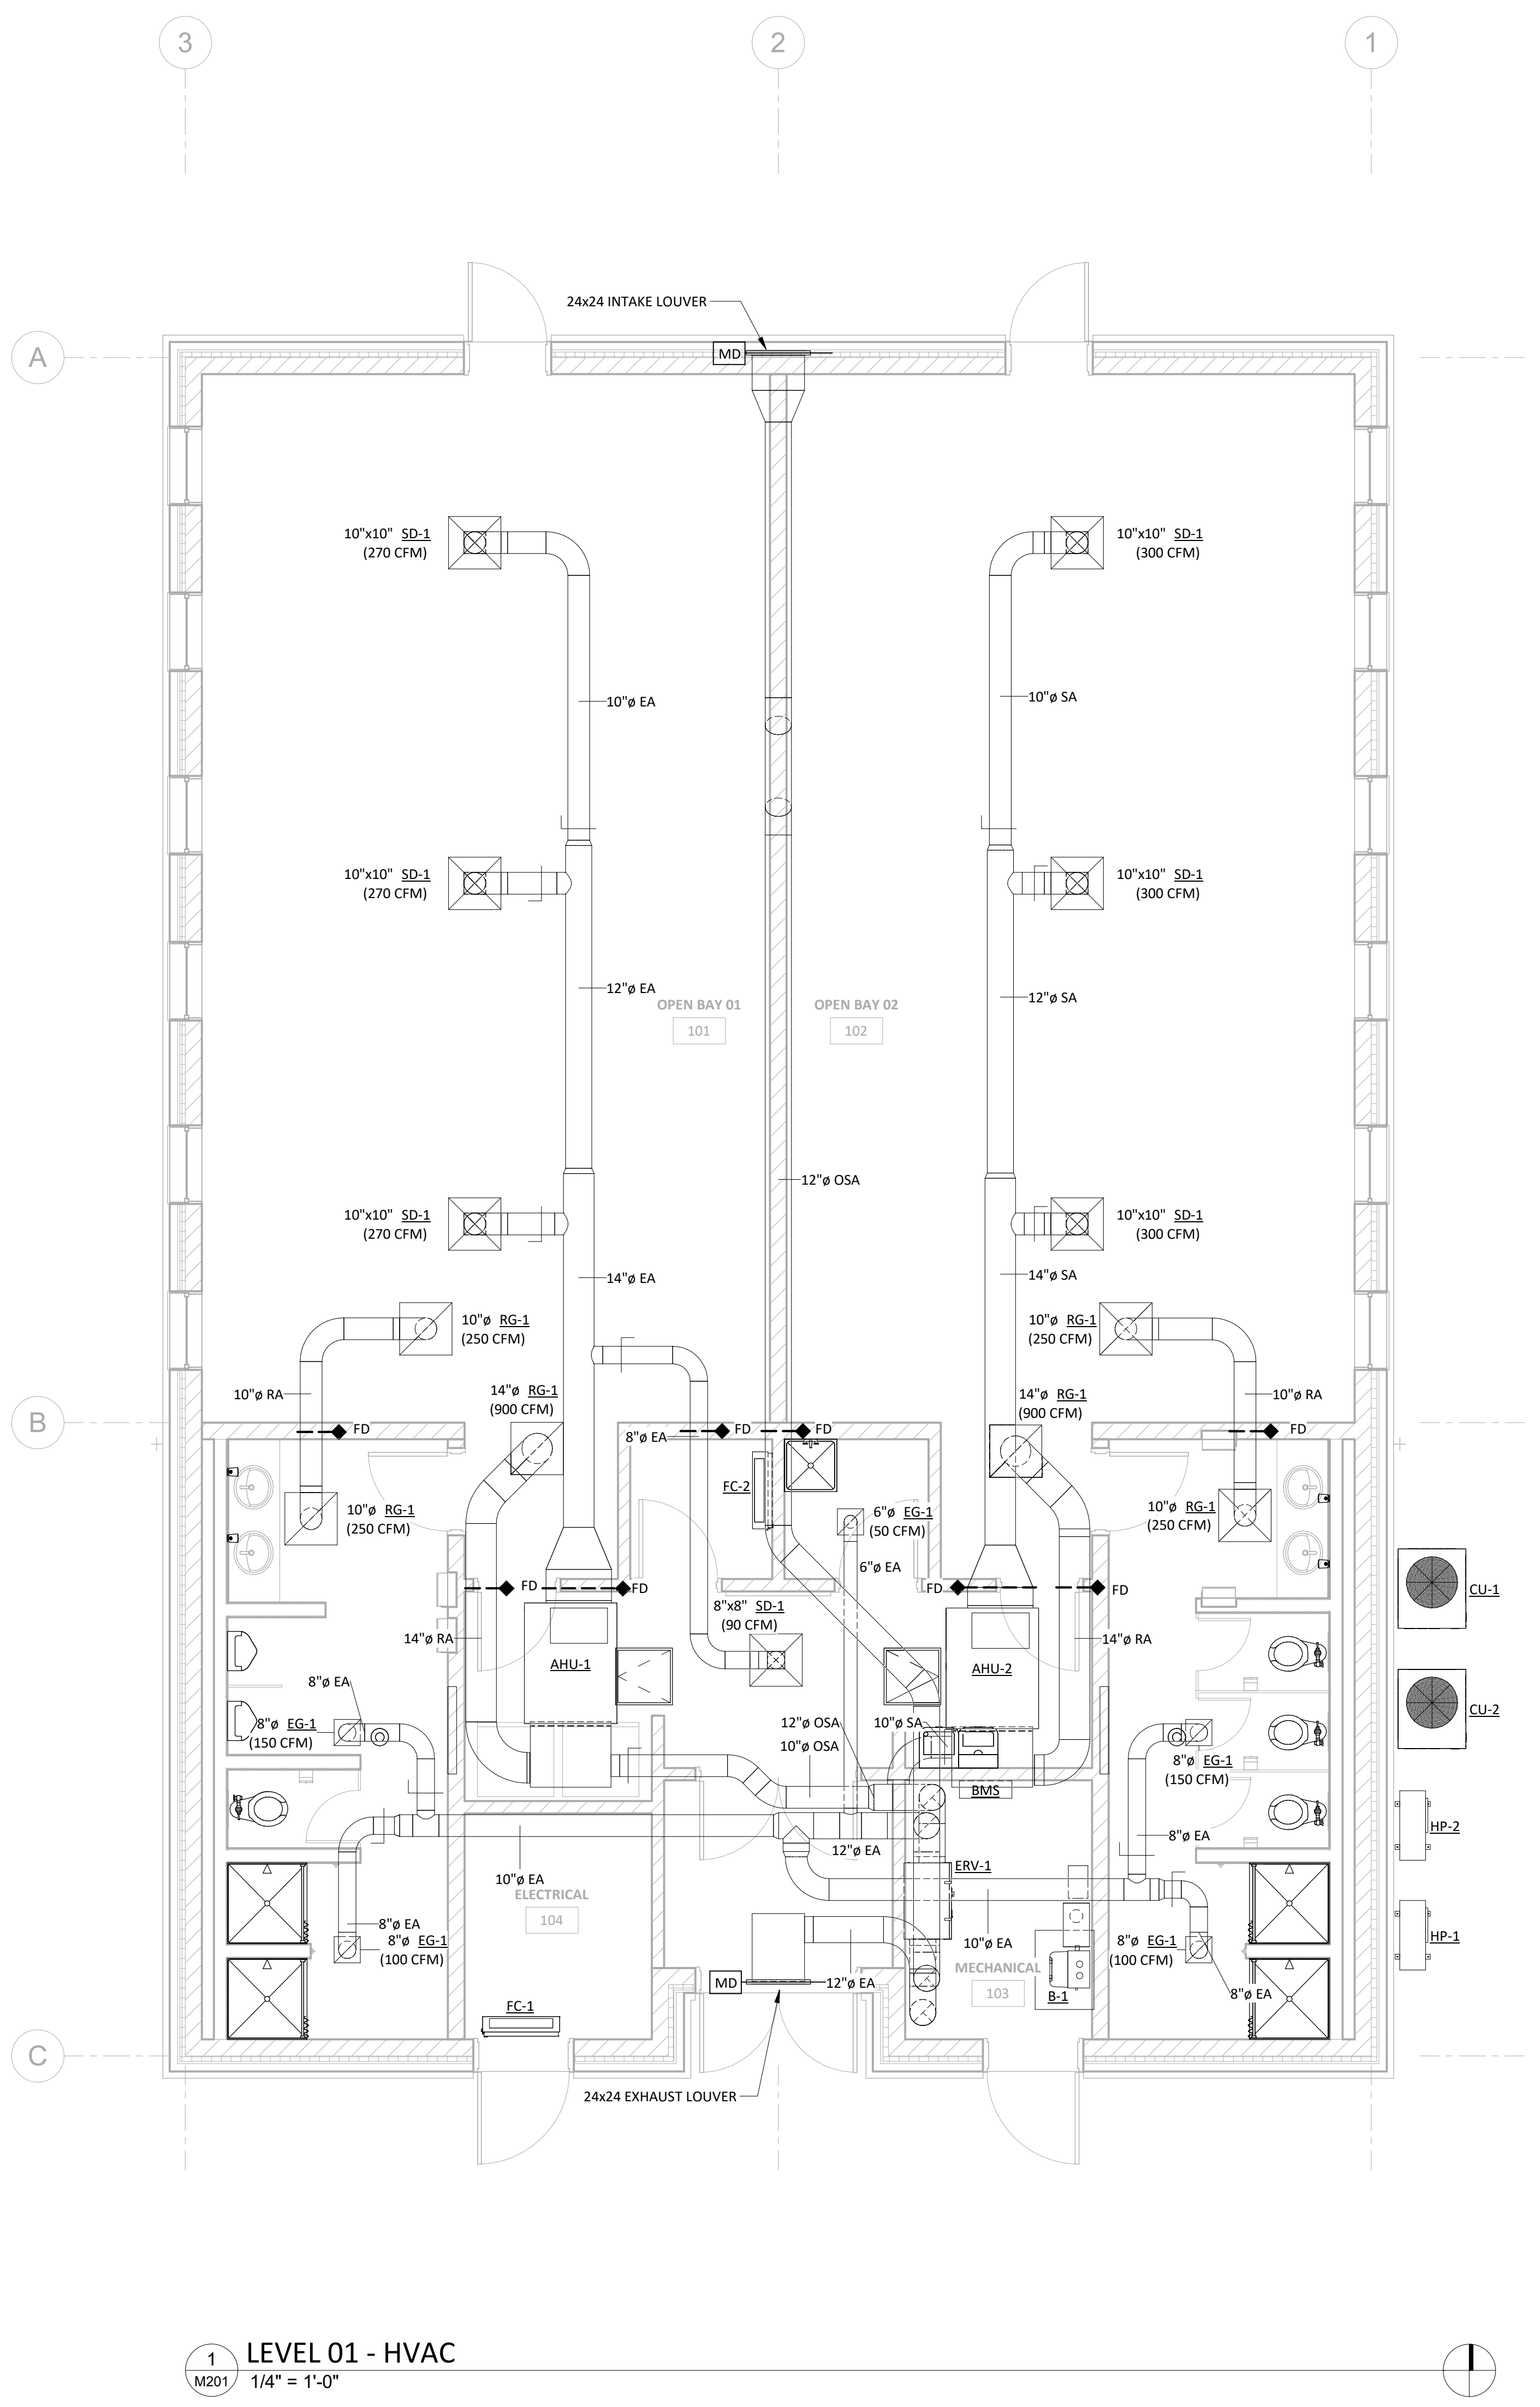 3
2
1
24x24 INTAKE LOUVER
A
MD
10"x10" SD-1
(270 CFM)
10"x10" SD-1
(300 CFM)
10"ø EA
10"ø SA
10"x10" SD-1
(270 CFM)
10"x10" SD-1
(300 CFM)
12"ø EA
12"ø SA
OPEN BAY 01
101
OPEN BAY 02
102
12"ø OSA
10"x10" SD-1
(270 CFM)
10"x10" SD-1
(300 CFM)
14"ø EA
14"ø SA
10"ø RG-1
(250 CFM)
10"ø RG-1
(250 CFM)
10"ø RA
10"ø RA
14"ø RG-1
(900 CFM)
14"ø RG-1
(900 CFM)
B
FD
8"ø EA
FD
FD
FD
FC-2
10"ø RG-1
(250 CFM)
6"ø EG-1
(50 CFM)
10"ø RG-1
(250 CFM)
6"ø EA
FD
FD
FD
FD
CU-1
8"x8" SD-1
(90 CFM)
14"ø RA
14"ø RA
AHU-1
AHU-2
8"ø EA
CU-2
8"ø EG-1
(150 CFM)
12"ø OSA
10"ø SA
10"ø OSA
8"ø EG-1
(150 CFM)
BMS
HP-2
8"ø EA
12"ø EA
ERV-1
10"ø EA
ELECTRICAL
104
8"ø EA
8"ø EG-1
(100 CFM)
HP-1
10"ø EA
8"ø EG-1
(100 CFM)
MECHANICAL
103
MD
12"ø EA
8"ø EA
B-1
FC-1
C
24x24 EXHAUST LOUVER
1
M201
LEVEL 01 - HVAC
1/4" = 1'-0"